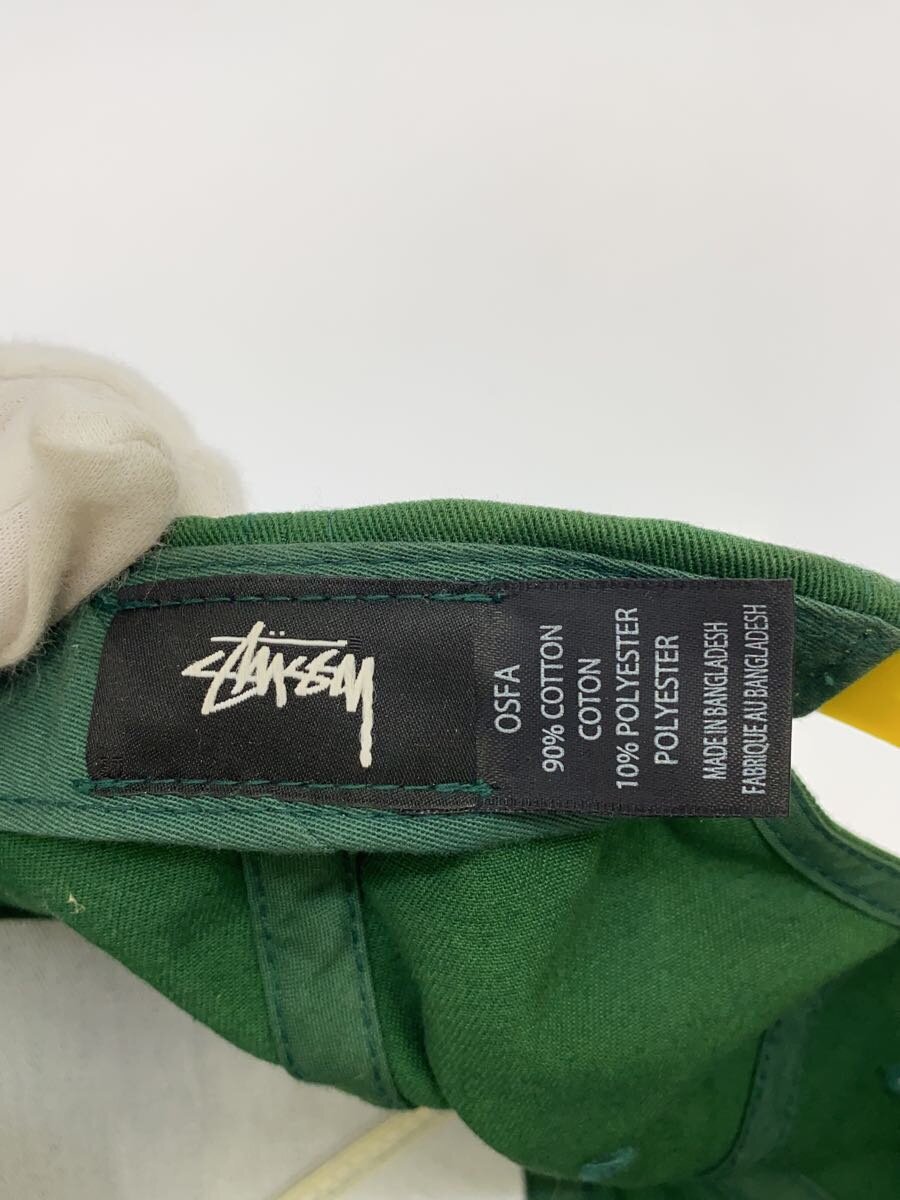 Stüssy
OSFA
90% COTTON
COTON
10% POLYESTER
POLYESTER
MADE IN BANGLADESH
FABRIQUE AU BANGLADESH